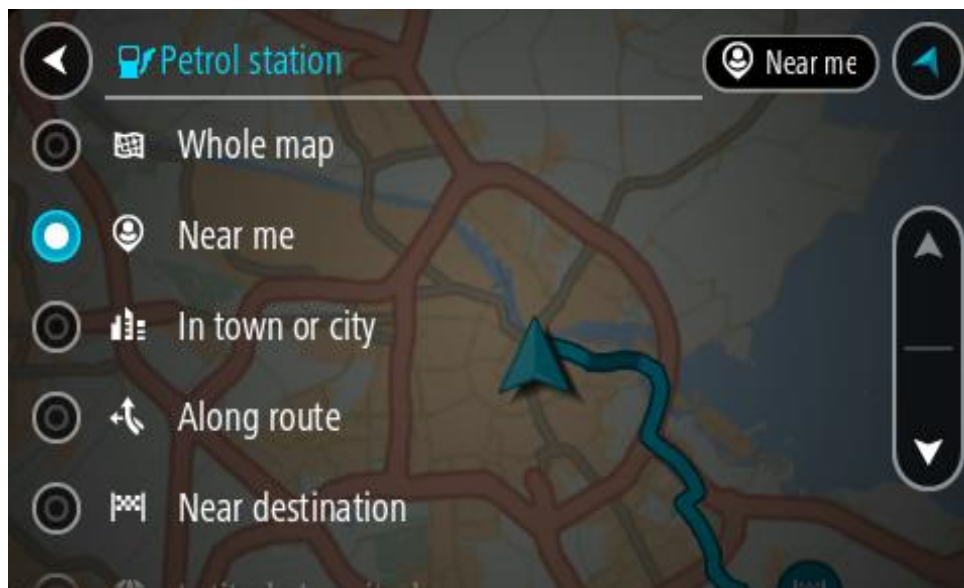 Petrol station
Near me
Whole map
Near me
In town or city
Along route
Near destination